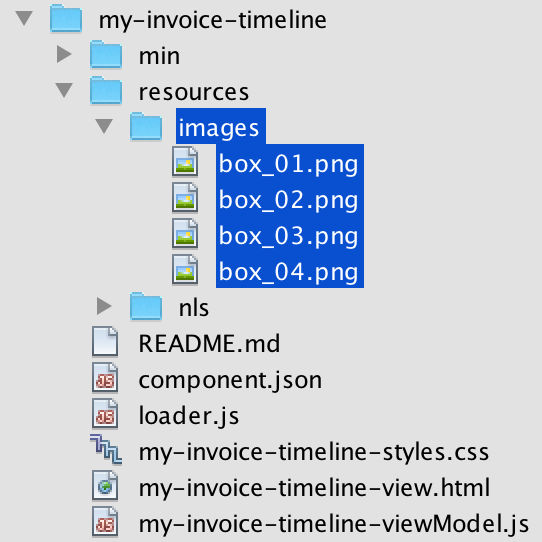 my-invoice-timeline
min
resources
images
box_01.png
box_02.png
box_03.png
box_04.png
nls
README.md
component.json
loader.js
my-invoice-timeline-styles.css
my-invoice-timeline-view.html
my-invoice-timeline-viewModel.js